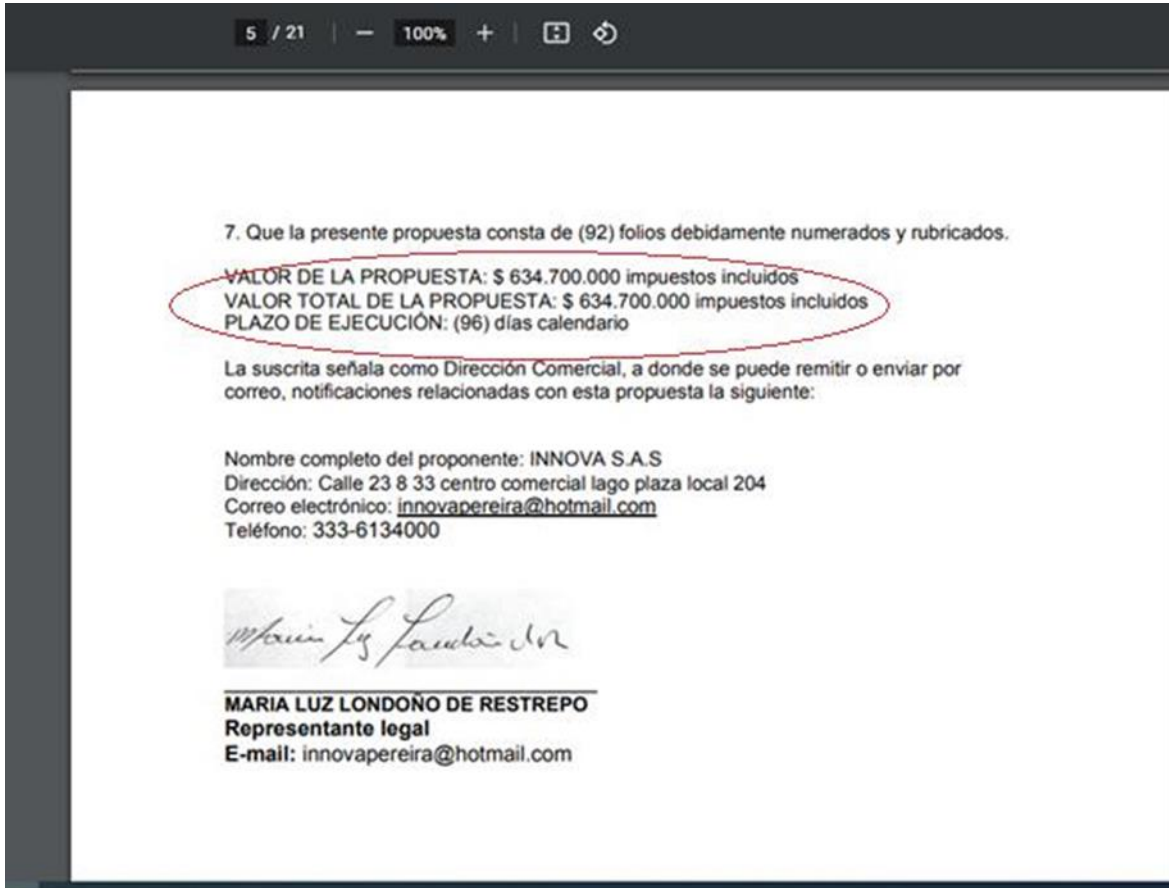 5 / 21 | — 100% +
7. Que la presente propuesta consta de (92) folios debidamente numerados y rubricados.
VALOR DE LA PROPUESTA: $ 634.700.000 impuestos incluidos
VALOR TOTAL DE LA PROPUESTA: $ 634.700.000 impuestos incluidos
PLAZO DE EJECUCIÓN: (96) días calendario
La suscrita señala como Dirección Comercial, a donde se puede remitir o enviar por
correo, notificaciones relacionadas con esta propuesta la siguiente:
Nombre completo del proponente: INNOVA S.A.S
Dirección: Calle 23 8 33 centro comercial lago plaza local 204
Correo electrónico: innovapereira@hotmail.com
Teléfono: 333-6134000
MARIA LUZ LONDOÑO DE RESTREPO
Representante legal
E-mail: innovapereira@hotmail.com